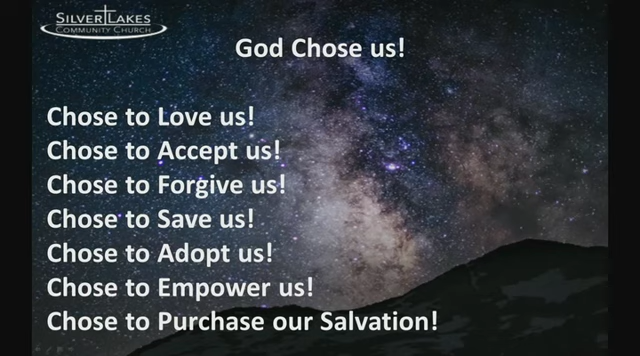 SILVER LAKES
COMMUNITY CHURCH
God Chose us!
Chose to Love us!
Chose to Accept us!
Chose to Forgive us!
Chose to Save us!
Chose to Adopt us!
Chose to Empower us!
Chose to Purchase our Salvation!